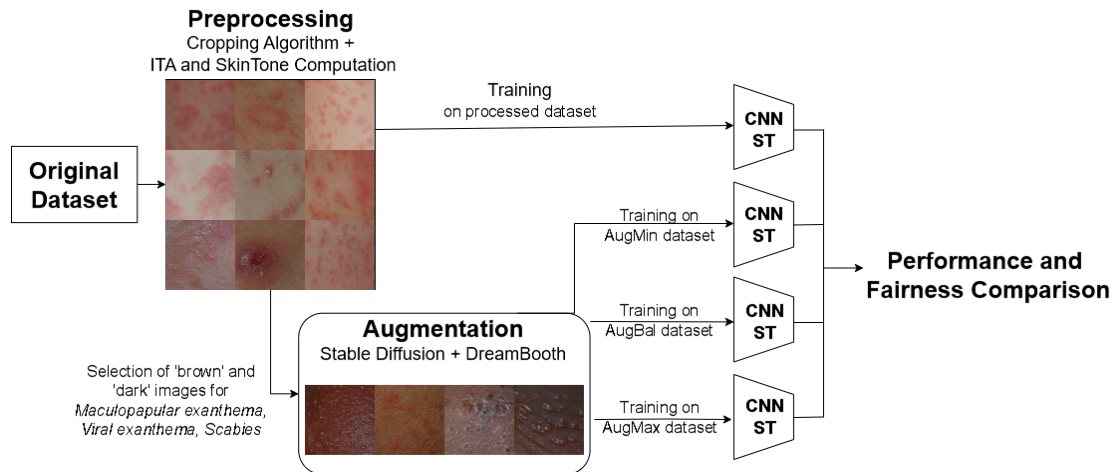 Preprocessing
Cropping Algorithm +
ITA and SkinTone Computation
Original
Dataset
Training
on processed dataset
CNN
ST
Training on
AugMin dataset
CNN
ST
Training on
AugBal dataset
CNN
ST
Training on
AugMax dataset
CNN
ST
Performance and
Fairness Comparison
Augmentation
Stable Diffusion + DreamBooth
Selection of 'brown' and
'dark' images for
Maculopapular exanthema,
Viral exanthema, Scabies